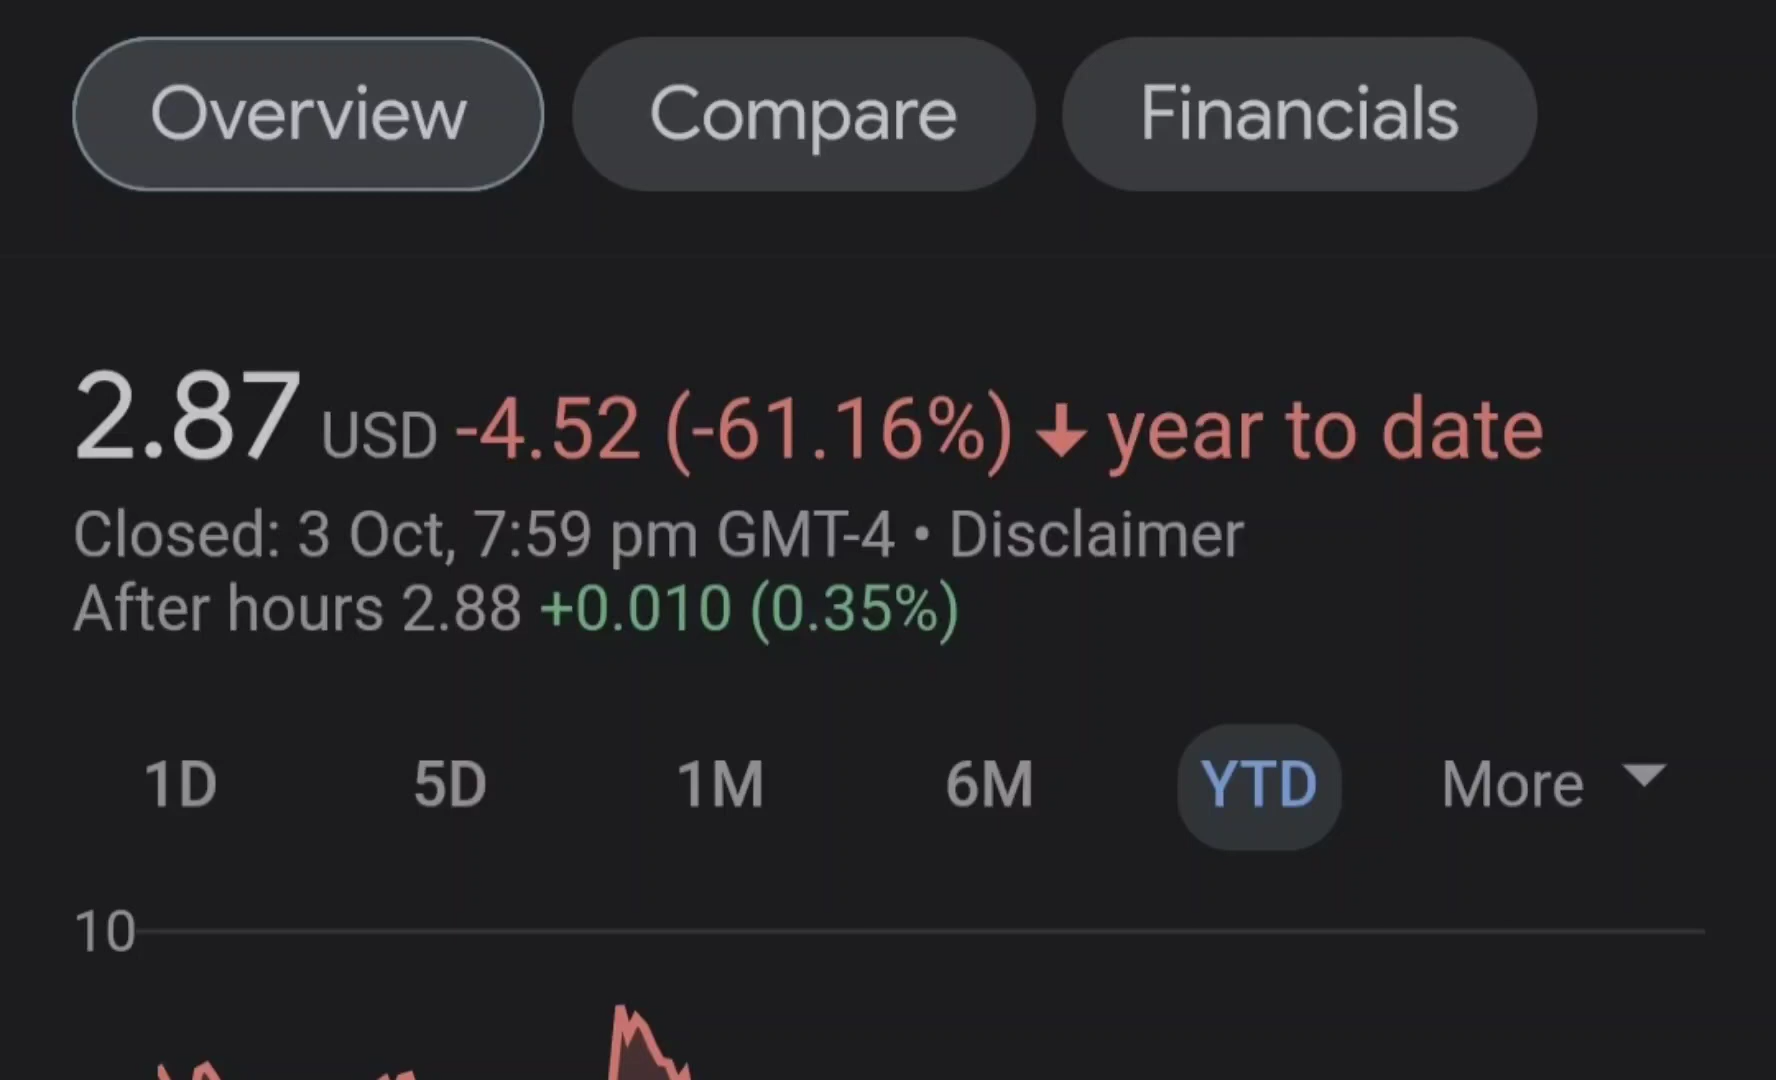 Overview Compare Financials
2.87 USD -4.52 (-61.16%) ↓ year to date
Closed: 3 Oct, 7:59 pm GMT-4 • Disclaimer
After hours 2.88 +0.010 (0.35%)
1D 5D 1M 6M YTD More
10